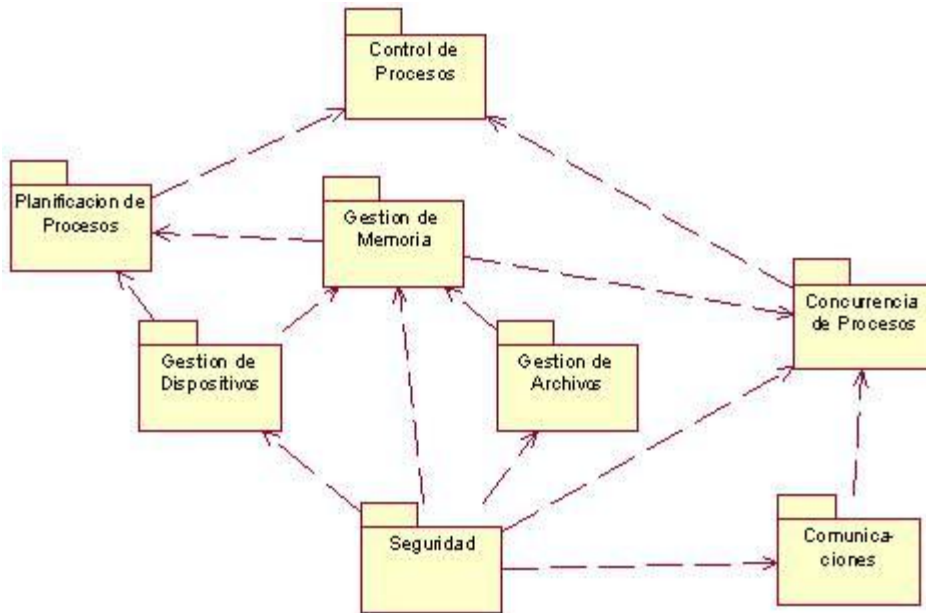 Control de
Procesos
Planificacion de
Procesos
Gestion de
Memoria
Concurrencia
de Procesos
Gestion de
Dispositivos
Gestion de
Archivos
Seguridad
Comunica-
ciones